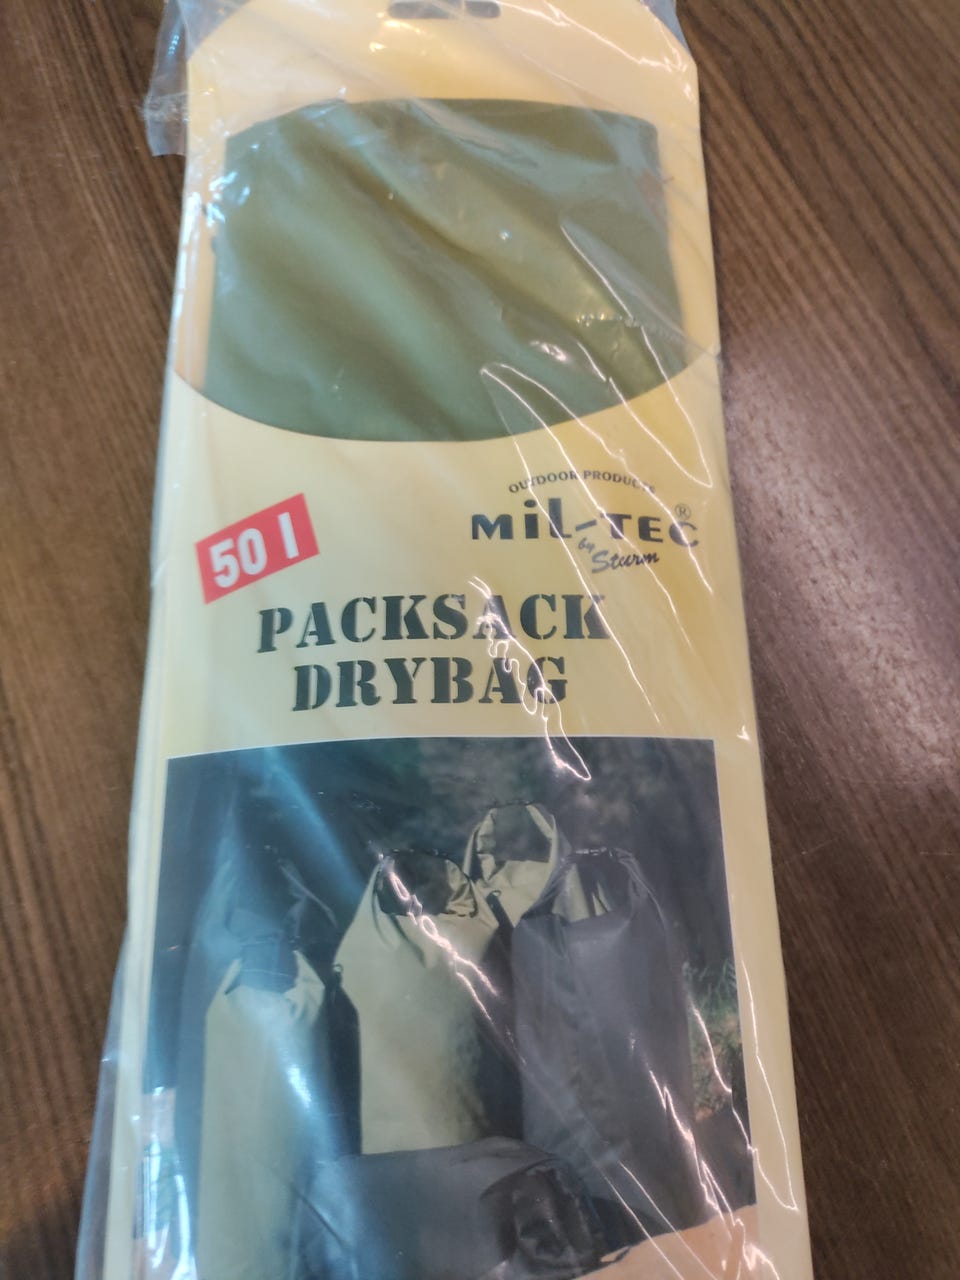 OUTDOOR PRODUCTS
MiL-TEC®
by Sturm
50 l
PACKSACK
DRYBAG